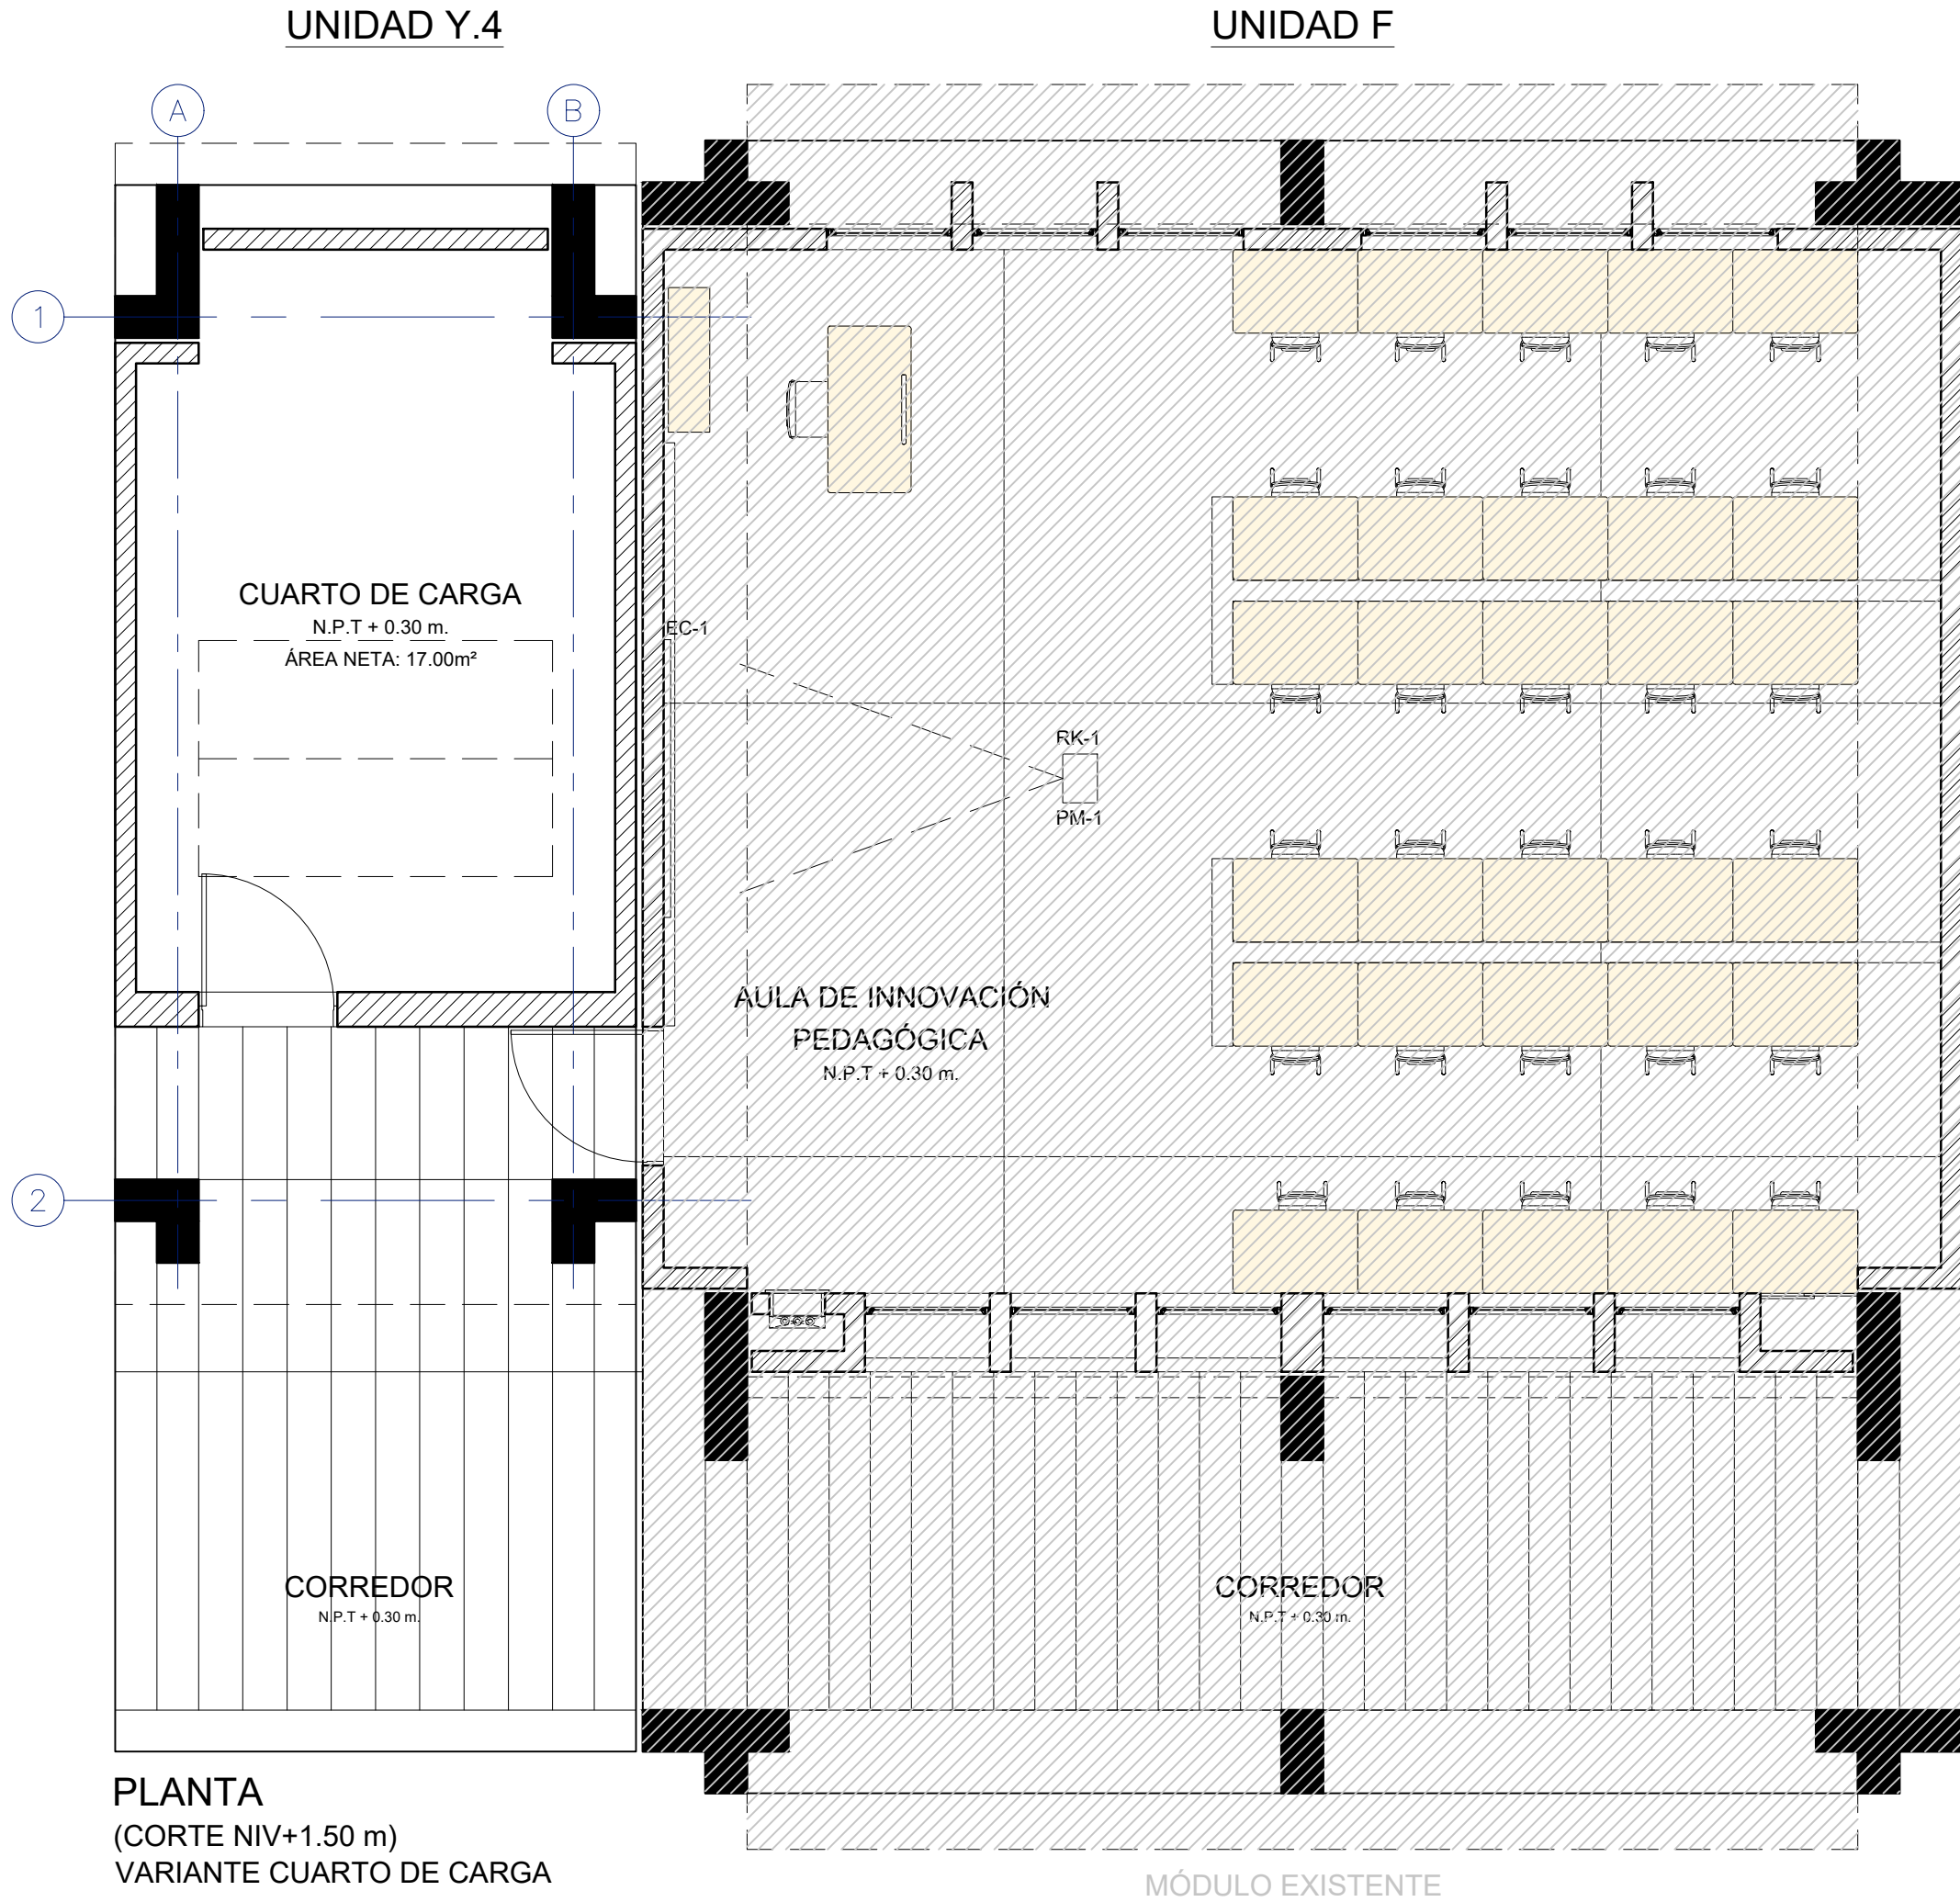 UNIDAD Y.4
UNIDAD F
A
B
1
CUARTO DE CARGA
N.P.T + 0.30 m.
ÁREA NETA: 17.00m²
EC-1
RK-1
PM-1
AULA DE INNOVACIÓN
PEDAGÓGICA
N.P.T + 0.30 m.
2
CORREDOR
N.P.T + 0.30 m.
CORREDOR
N.P.T + 0.30 m.
PLANTA
(CORTE NIV+1.50 m)
VARIANTE CUARTO DE CARGA
MÓDULO EXISTENTE